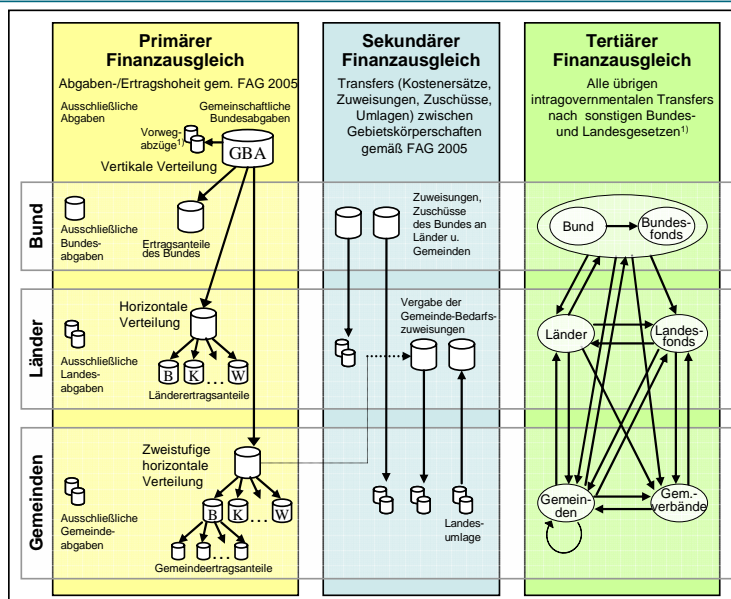 Primärer
Finanzausgleich
Abgaben-/Ertragshoheit gem. FAG 2005
Ausschließliche
Abgaben
Gemeinschaftliche
Bundesabgaben
Vorweg-
abzüge1)
GBA
Vertikale Verteilung
Sekundärer
Finanzausgleich
Transfers (Kostenersätze,
Zuweisungen, Zuschüsse,
Umlagen) zwischen
Gebietskörperschaften
gemäß FAG 2005
Tertiärer
Finanzausgleich
Alle übrigen
intragovernmentalen Transfers
nach sonstigen Bundes-
und Landesgesetzen1)
Bund
Ausschließliche
Bundes-
abgaben
Ertragsanteile
des Bundes
Zuweisungen,
Zuschüsse
des Bundes an
Länder u.
Gemeinden
Bund
Bundes-
fonds
Länder
Ausschließliche
Landes-
abgaben
Horizontale
Verteilung
B K ... W
Länderertragsanteile
Vergabe der
Gemeinde-Bedarfs-
zuweisungen
Länder
Landes-
fonds
Gemeinden
Ausschließliche
Gemeinde-
abgaben
Zweistufige
horizontale
Verteilung
B K ... W
...
Gemeindeertragsanteile
Landes-
umlage
Gemein-
den
Gem.-
verbände